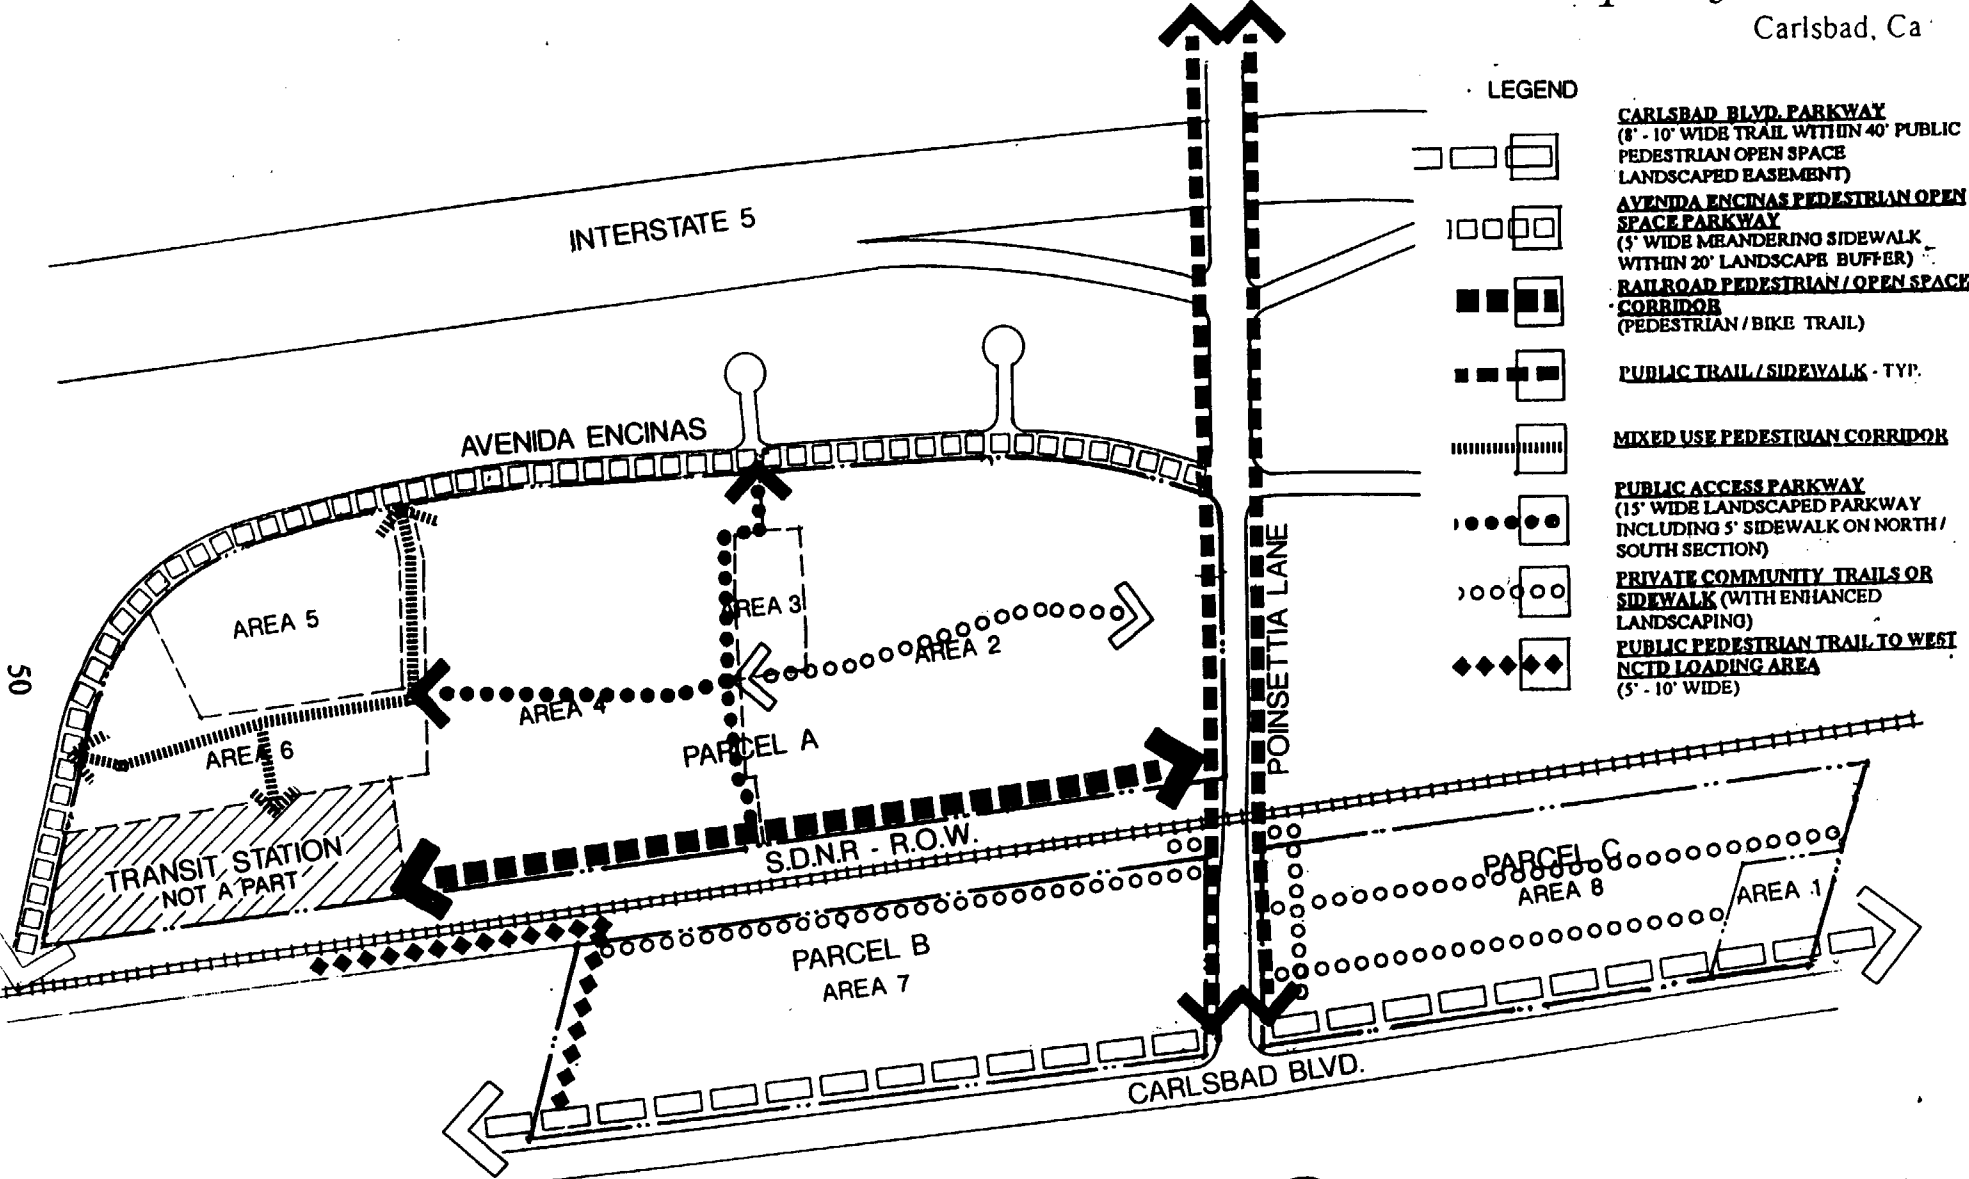 Carlsbad, Ca
LEGEND
CARLSBAD BLVD. PARKWAY
(8' - 10' WIDE TRAIL WITHIN 40' PUBLIC
PEDESTRIAN OPEN SPACE
LANDSCAPED EASEMENT)
AVENIDA ENCINAS PEDESTRIAN OPEN
SPACE PARKWAY
(5' WIDE MEANDERING SIDEWALK
WITHIN 20' LANDSCAPE BUFFER)
RAILROAD PEDESTRIAN / OPEN SPACE
CORRIDOR
(PEDESTRIAN / BIKE TRAIL)
PUBLIC TRAIL / SIDEWALK - TYP.
MIXED USE PEDESTRIAN CORRIDOR
PUBLIC ACCESS PARKWAY
(15' WIDE LANDSCAPED PARKWAY
INCLUDING 5' SIDEWALK ON NORTH /
SOUTH SECTION)
PRIVATE COMMUNITY TRAILS OR
SIDEWALK (WITH ENHANCED
LANDSCAPING)
PUBLIC PEDESTRIAN TRAIL TO WEST
NCTD LOADING AREA
(5' - 10' WIDE)
INTERSTATE 5
AVENIDA ENCINAS
POINSETTIA LANE
AREA 5
AREA 3
AREA 2
AREA 4
AREA 6
PARCEL A
50
TRANSIT STATION
NOT A PART
S.D.N.R - R.O.W.
PARCEL B
AREA 7
PARCEL C
AREA 8
AREA 1
CARLSBAD BLVD.